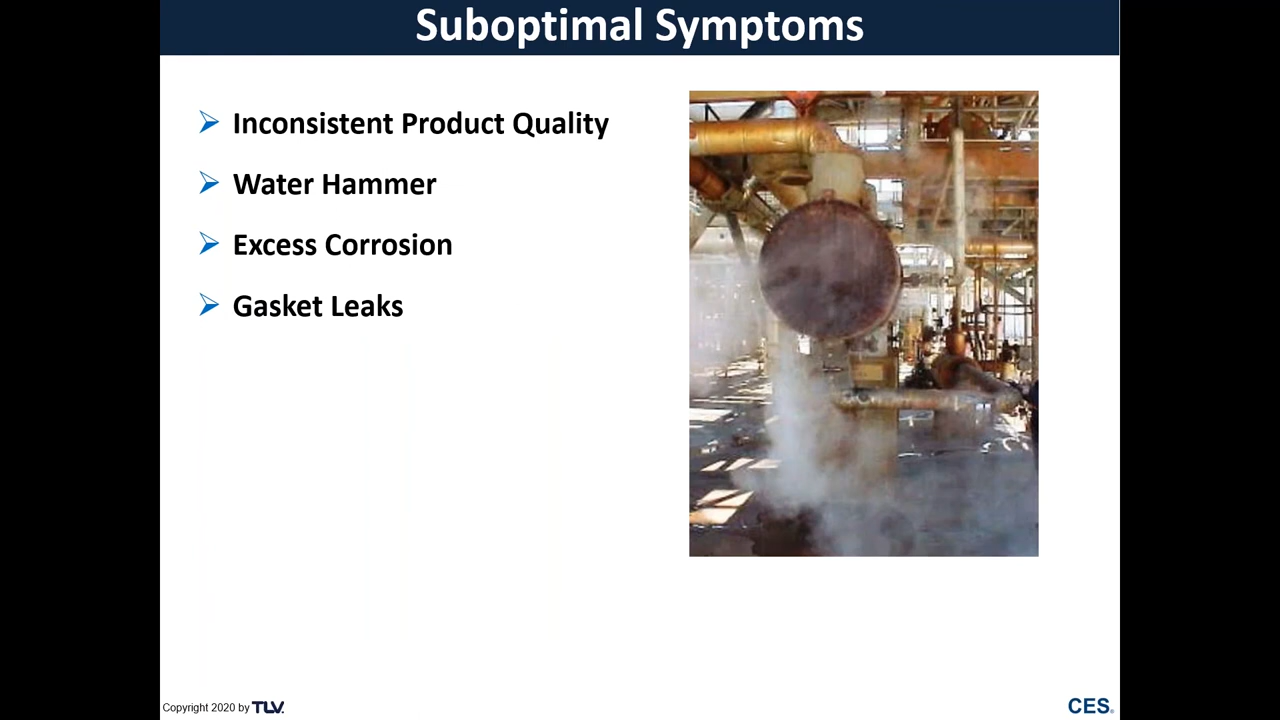 Suboptimal Symptoms
Inconsistent Product Quality
Water Hammer
Excess Corrosion
Gasket Leaks
Copyright 2020 by TLV.
CES®